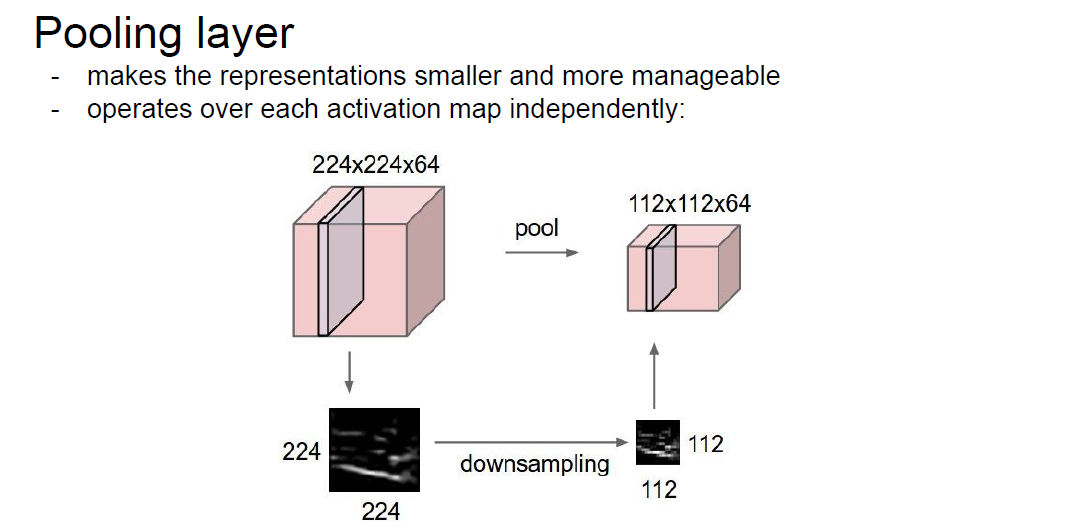 Pooling layer
- makes the representations smaller and more manageable
- operates over each activation map independently:
224x224x64
112x112x64
pool
224
downsampling
112
224
112